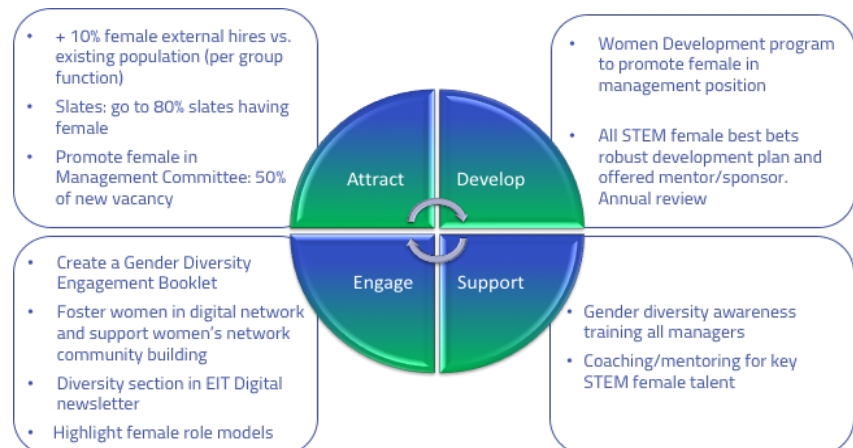 • + 10% female external hires vs.
existing population (per group
function)
• Slates: go to 80% slates having
female
• Promote female in
Management Committee: 50%
of new vacancy
• Women Development program
to promote female in
management position
• All STEM female best bets
robust development plan and
offered mentor/sponsor.
Annual review
Attract
Develop
Engage
Support
• Create a Gender Diversity
Engagement Booklet
• Foster women in digital network
and support women's network
community building
• Diversity section in EIT Digital
newsletter
• Highlight female role models
• Gender diversity awareness
training all managers
• Coaching/mentoring for key
STEM female talent